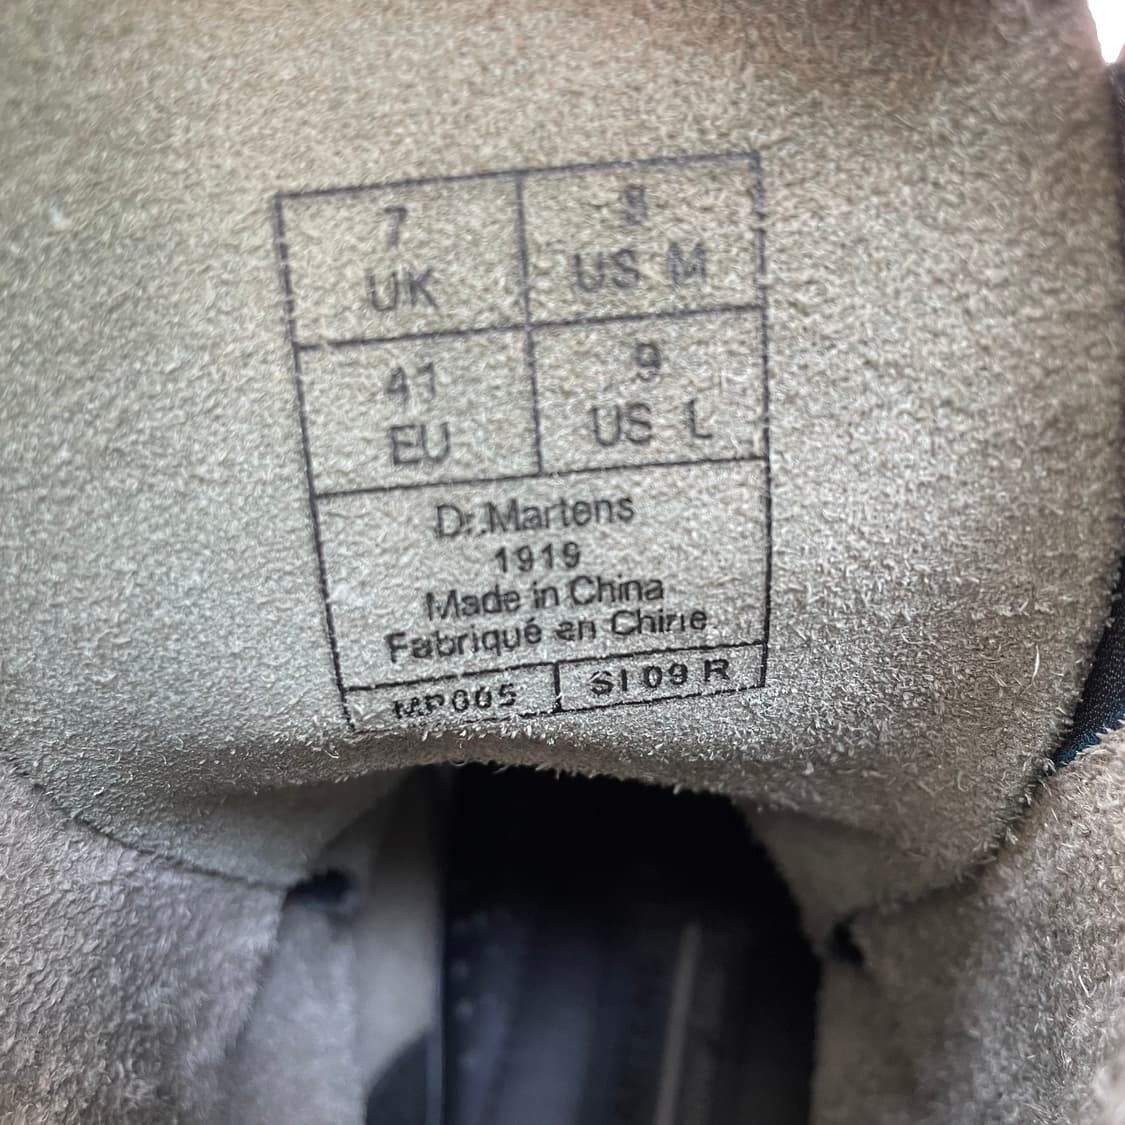 7
UK
8
US M
41
EU
9
US L
Dr.Martens
1919
Made in China
Fabriqué en Chine
MP005
SI 09 R